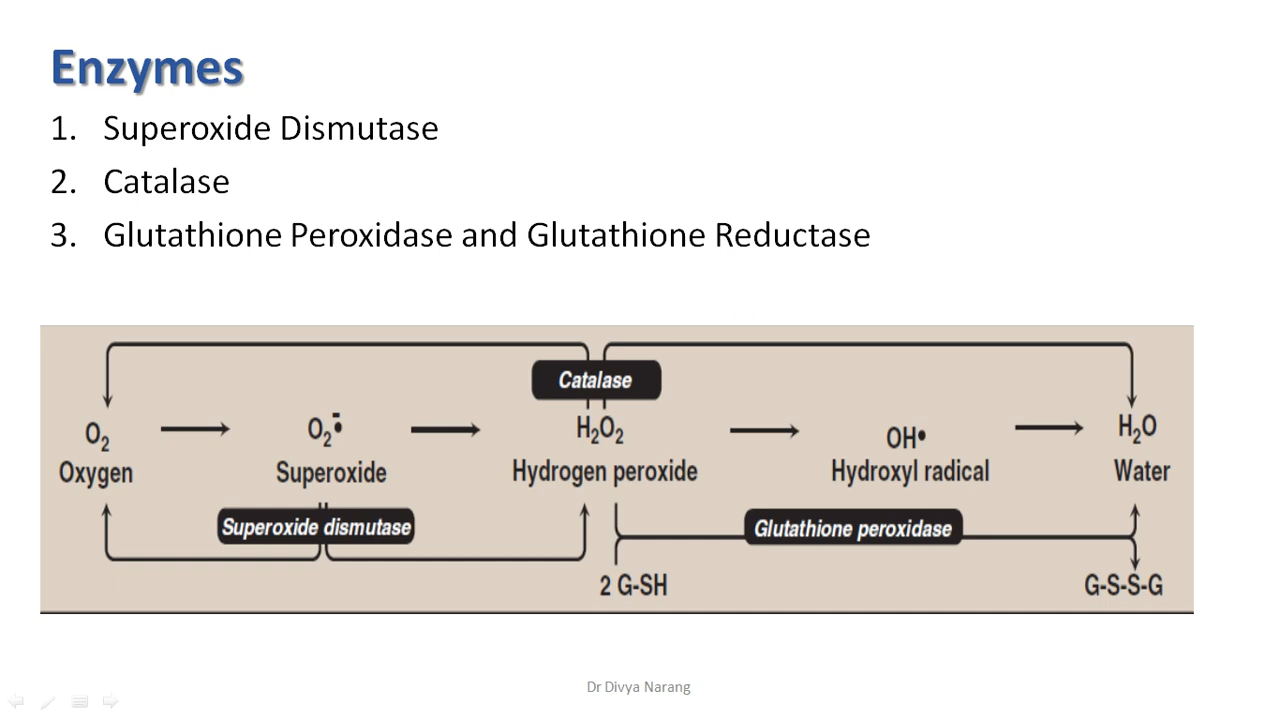 Enzymes
1. Superoxide Dismutase
2. Catalase
3. Glutathione Peroxidase and Glutathione Reductase
Catalase
O₂ O₂•̄ H₂O₂ OH• H₂O
Oxygen Superoxide Hydrogen peroxide Hydroxyl radical Water
Superoxide dismutase Glutathione peroxidase
2 G-SH G-S-S-G
Dr Divya Narang